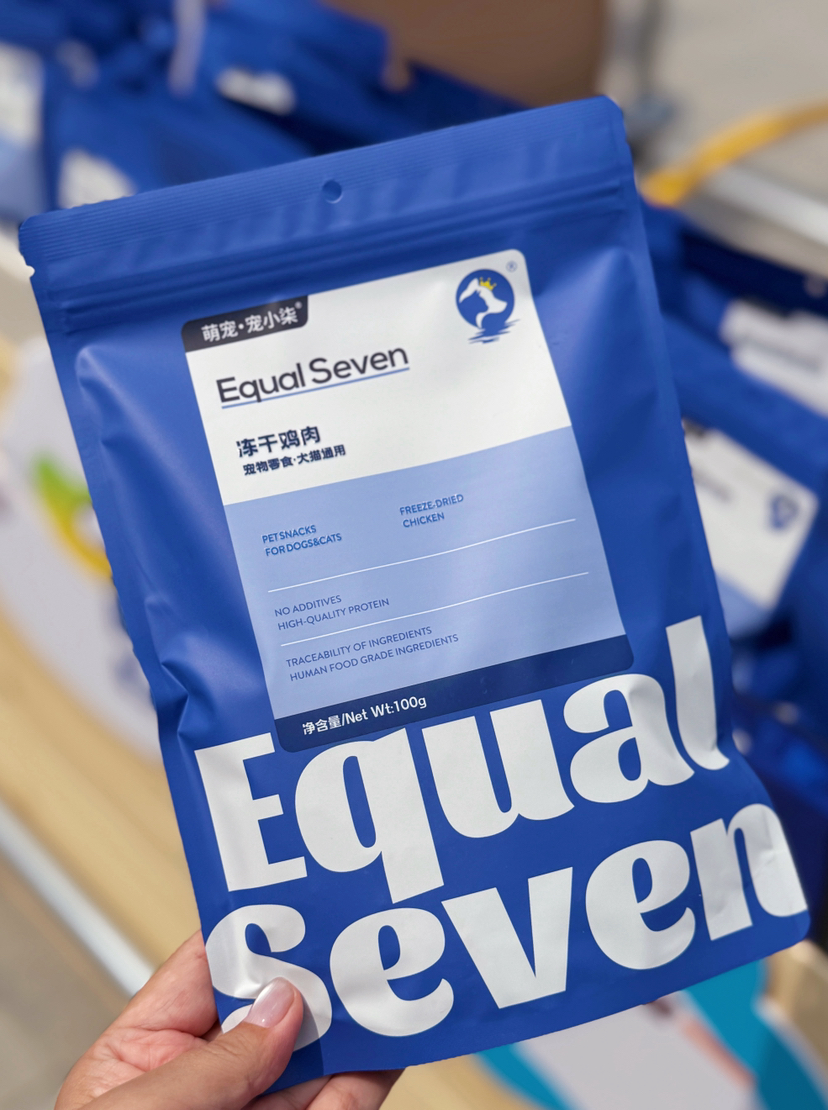 萌宠•宠小柒®
®
Equal Seven
冻干鸡肉
宠物零食·犬猫通用
PET SNACKS
FOR DOGS&CATS
FREEZE-DRIED
CHICKEN
NO ADDITIVES
HIGH-QUALITY PROTEIN
TRACEABILITY OF INGREDIENTS
HUMAN FOOD GRADE INGREDIENTS
净含量/Net Wt:100g
Equal
Seven